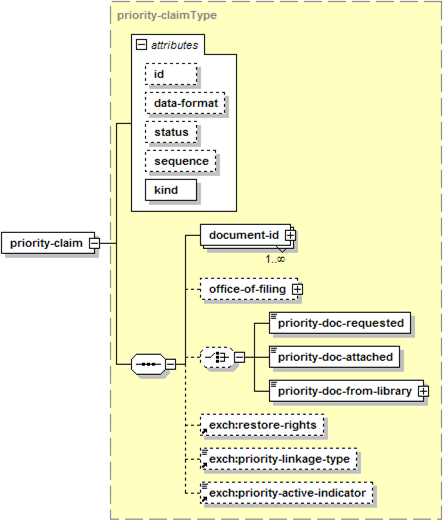 priority-claimType
attributes
id
data-format
status
sequence
kind
priority-claim
document-id
1..∞
office-of-filing
priority-doc-requested
priority-doc-attached
priority-doc-from-library
exch:restore-rights
exch:priority-linkage-type
exch:priority-active-indicator